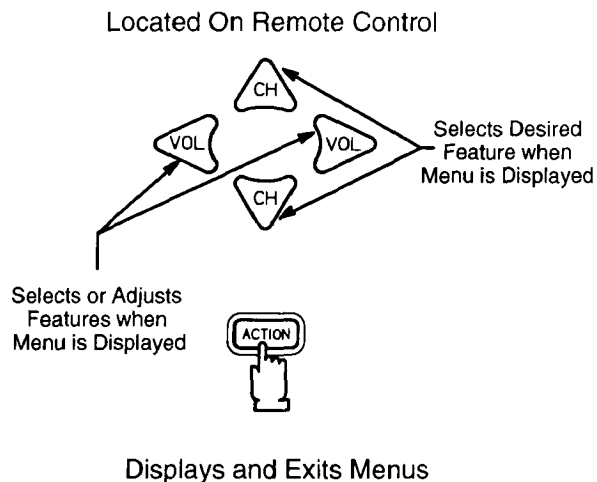 Located On Remote Control
CH
VOL
VOL
CH
Selects Desired
Feature when
Menu is Displayed
Selects or Adjusts
Features when
Menu is Displayed
ACTION
Displays and Exits Menus